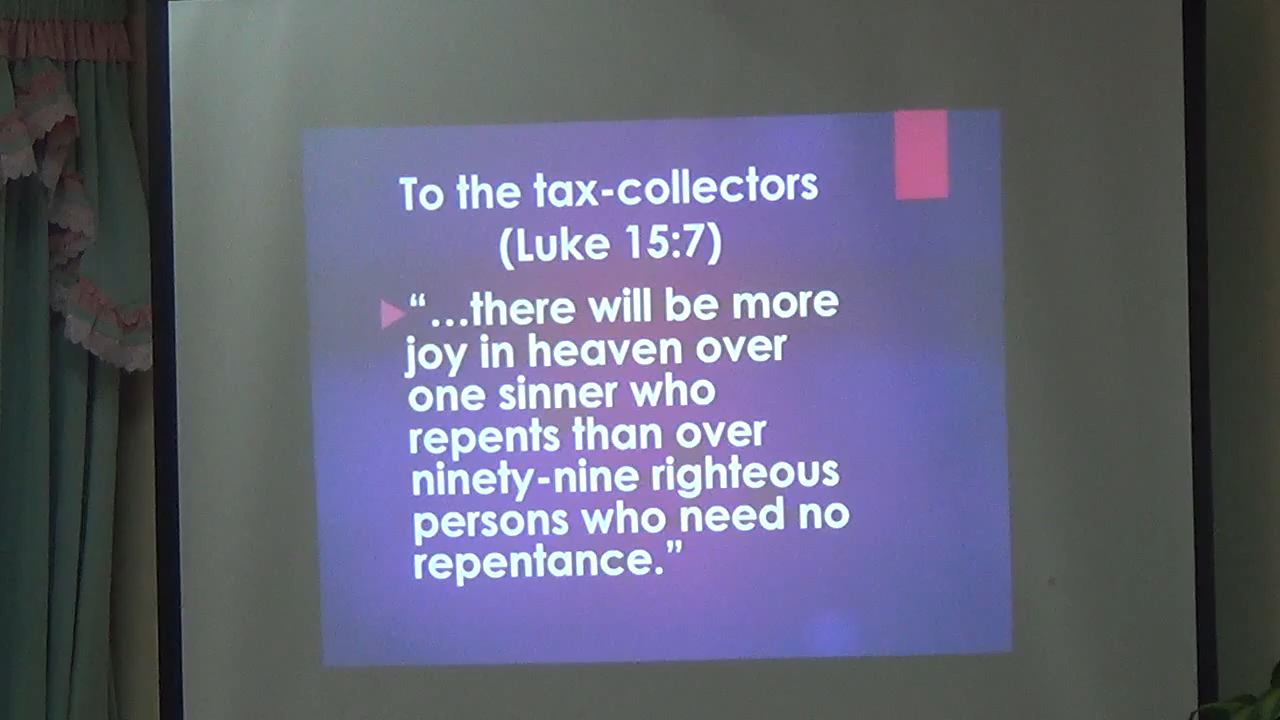 To the tax-collectors
(Luke 15:7)
“...there will be more
joy in heaven over
one sinner who
repents than over
ninety-nine righteous
persons who need no
repentance.”